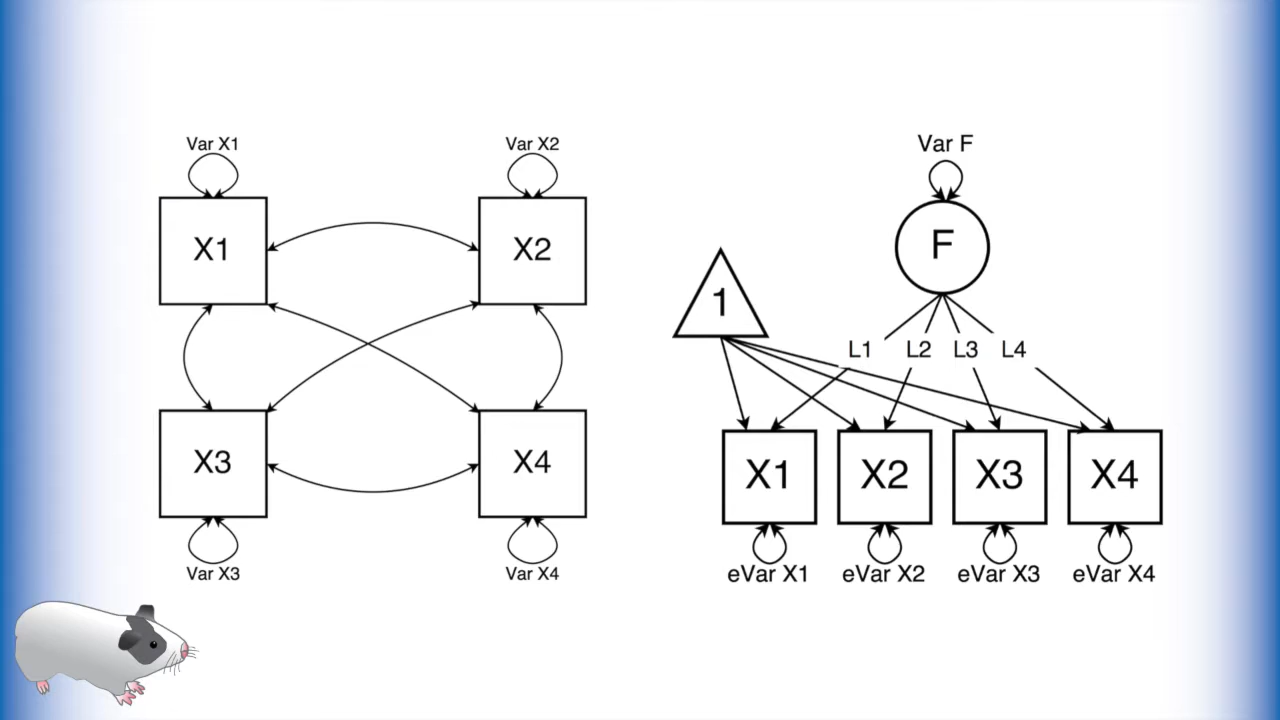 Var X1
Var X2
X1
X2
X3
X4
Var X3
Var X4
Var F
F
1
L1 L2 L3 L4
X1 X2 X3 X4
eVar X1 eVar X2 eVar X3 eVar X4